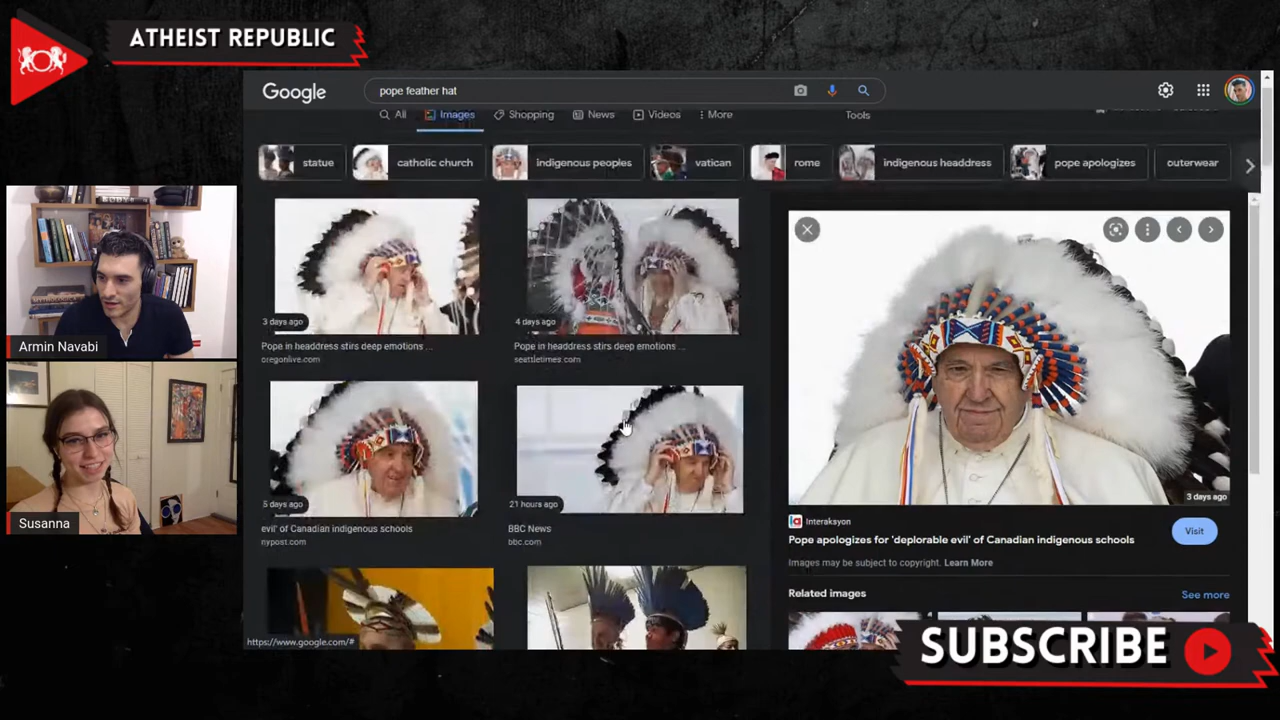 ATHEIST REPUBLIC
Google
pope feather hat
All
Images
Shopping
News
Videos
More
Tools
statue
catholic church
indigenous peoples
vatican
rome
indigenous headdress
pope apologizes
outerwear
3 days ago
Pope in headdress stirs deep emotions ...
oregonlive.com
4 days ago
Pope in headdress stirs deep emotions ...
seattletimes.com
5 days ago
evil' of Canadian indigenous schools
nypost.com
21 hours ago
BBC News
bbc.com
3 days ago
Interaksyon
Pope apologizes for 'deplorable evil' of Canadian indigenous schools
Visit
Images may be subject to copyright. Learn More
Related images
See more
https://www.google.com/#
Armin Navabi
Susanna
SUBSCRIBE